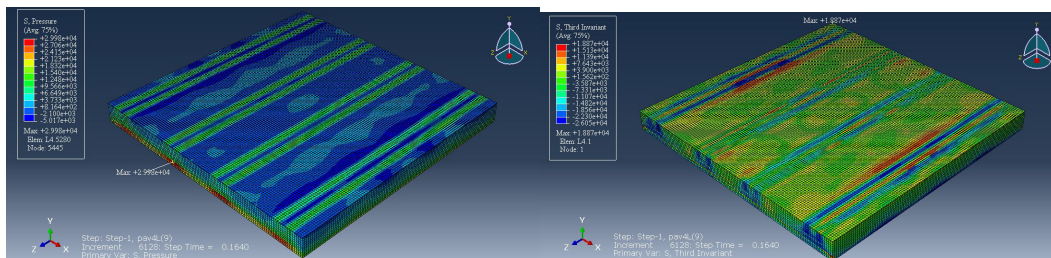 S, Pressure
(Avg: 75%)
+2.998e+04
+2.706e+04
+2.415e+04
+2.123e+04
+1.832e+04
+1.540e+04
+1.248e+04
+9.566e+03
+6.649e+03
+3.733e+03
+8.164e+02
-2.100e+03
-5.017e+03
Max: +2.998e+04
Elem: L4.5280
Node: 5445
Max: +2.998e+04
Y
Z
X
Y
Z
X
Step: Step-1, pav4L(9)
Increment 6128: Step Time = 0.1640
Primary Var: S, Pressure
S, Third Invariant
(Avg: 75%)
+1.887e+04
+1.513e+04
+1.139e+04
+7.643e+03
+3.900e+03
+1.562e+02
-3.587e+03
-7.331e+03
-1.107e+04
-1.482e+04
-1.856e+04
-2.230e+04
-2.605e+04
Max: +1.887e+04
Elem: L4.1
Node: 1
Max: +1.887e+04
Y
Z
Y
Z
X
Step: Step-1, pav4L(9)
Increment 6128: Step Time = 0.1640
Primary Var: S, Third Invariant